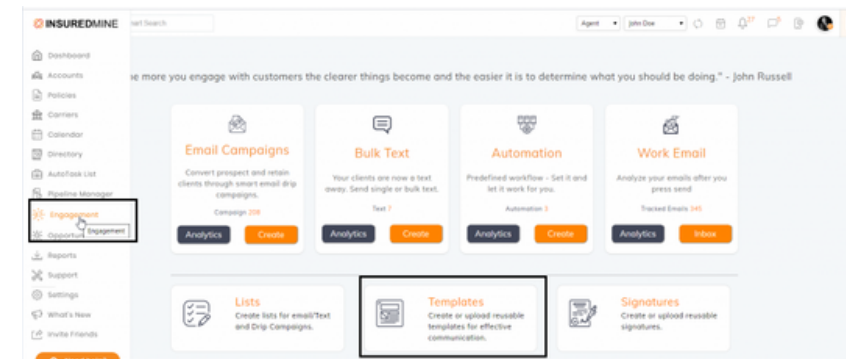 INSUREDMINE
art Search
Agent
John Doe
27
Dashboard
Accounts
Policies
Carriers
Calendar
Directory
AutoTask List
Pipeline Manager
Engagement
Engagement
Opportun
Reports
Support
Settings
What's New
Invite Friends
e more you engage with customers the clearer things become and the easier it is to determine what you should be doing." - John Russell
Email Campaigns
Convert prospect and retain
clients through smart email drip
campaigns.
Campaign 208
Analytics
Create
Bulk Text
Your clients are now a text
away. Send single or bulk text.
Text 7
Analytics
Create
Automation
Predefined workflow - Set it and
let it work for you.
Automation 3
Analytics
Create
Work Email
Analyze your emails after you
press send
Tracked Emails 345
Analytics
Inbox
Lists
Create lists for email/Text
and Drip Campaigns.
Templates
Create or upload reusable
templates for effective
communication.
Signatures
Create or upload reusable
signatures.